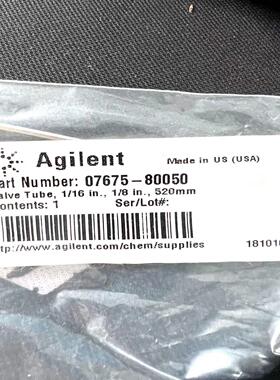 Agilent Made in US (USA)
art Number: 07675-80050
alve Tube, 1/16 in., 1/8 in., 520mm
ontents: 1 Ser/Lot#:
http://www.agilent.com/chem/supplies 181010